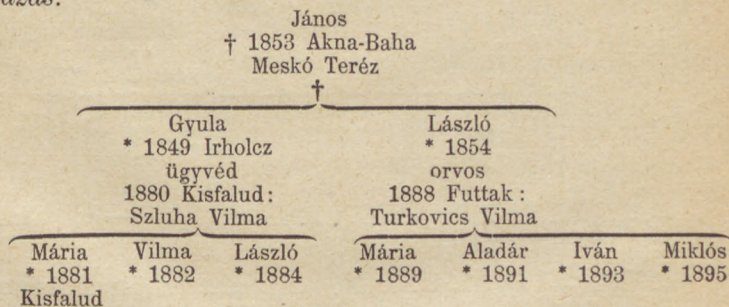 János
† 1853 Akna-Baha
Meskó Teréz
†
Gyula László
* 1849 Irholcz * 1854
ügyvéd orvos
1880 Kisfalud: 1888 Futtak:
Szluha Vilma Turkovics Vilma
Mária Vilma László Mária Aladár Iván Miklós
* 1881 * 1882 * 1884 * 1889 * 1891 * 1893 * 1895
Kisfalud